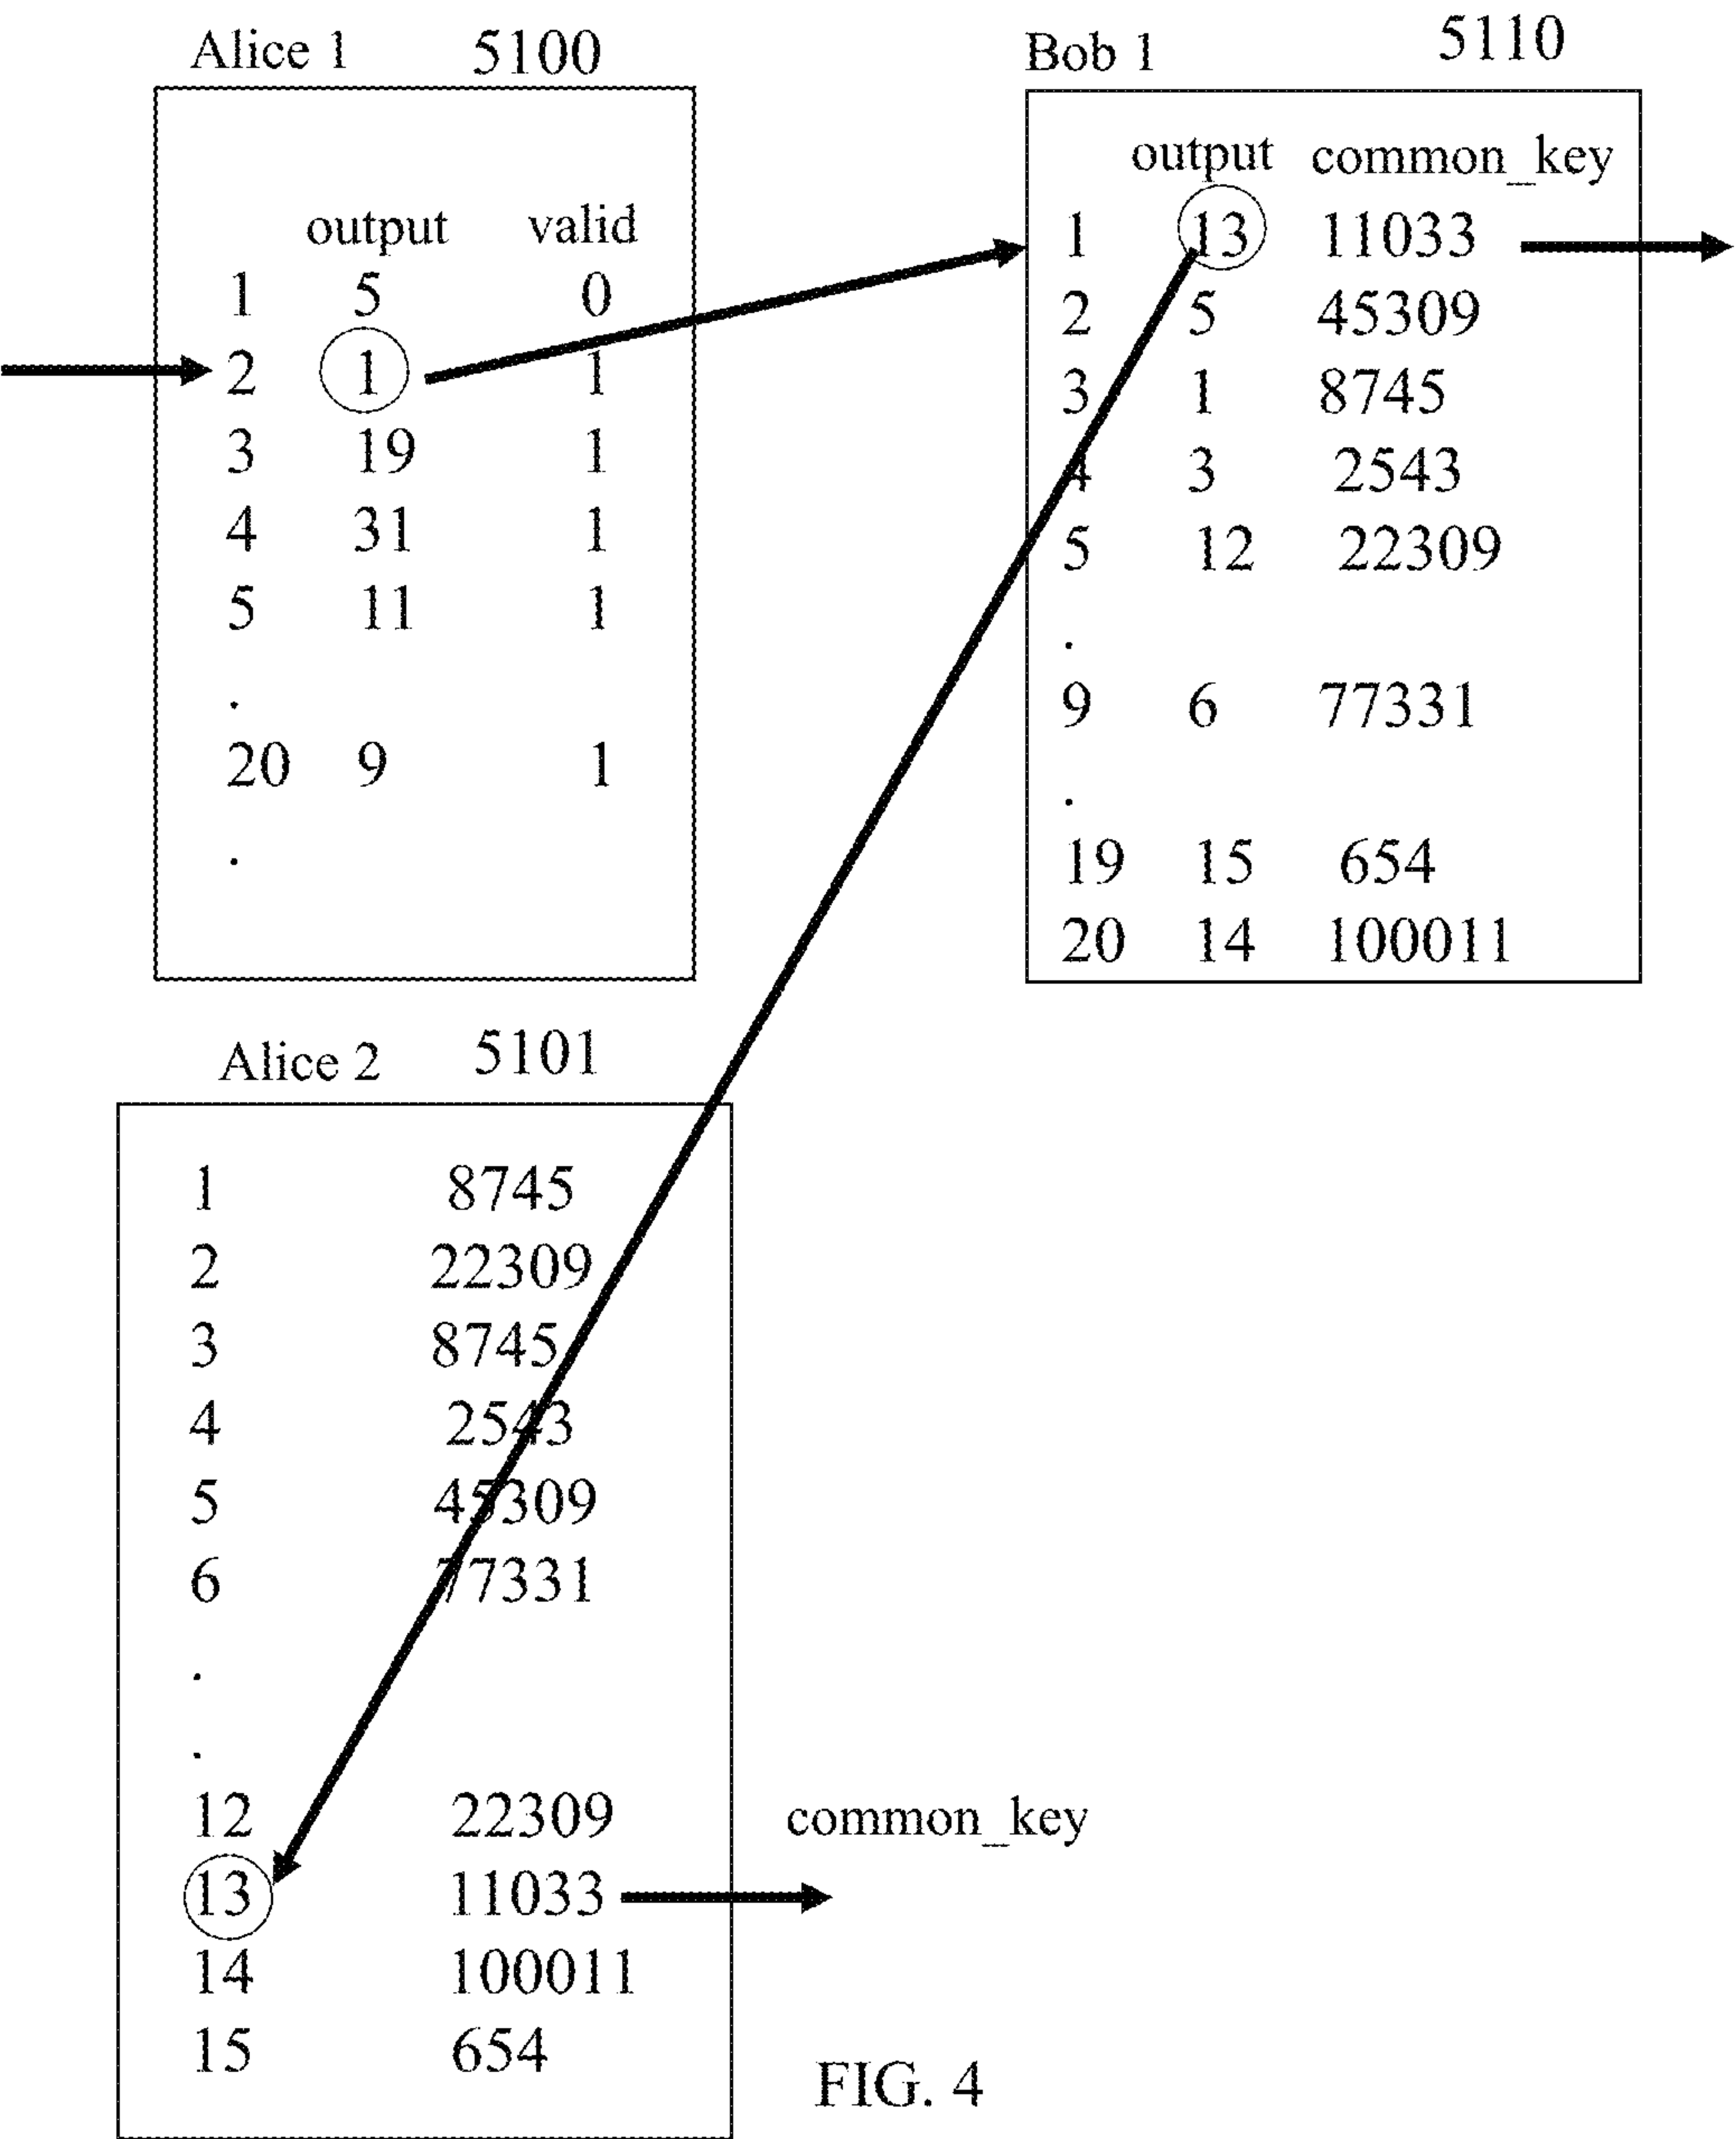 Alice 1 5100
output valid
1 5 0
2 1 1
3 19 1
4 31 1
5 11 1
.
20 9 1
.
Bob 1 5110
output common_key
1 13 11033
2 5 45309
3 1 8745
4 3 2543
5 12 22309
.
9 6 77331
.
19 15 654
20 14 100011
Alice 2 5101
1 8745
2 22309
3 8745
4 2543
5 45309
6 77331
.
.
12 22309
13 11033
14 100011
15 654
common_key
FIG. 4